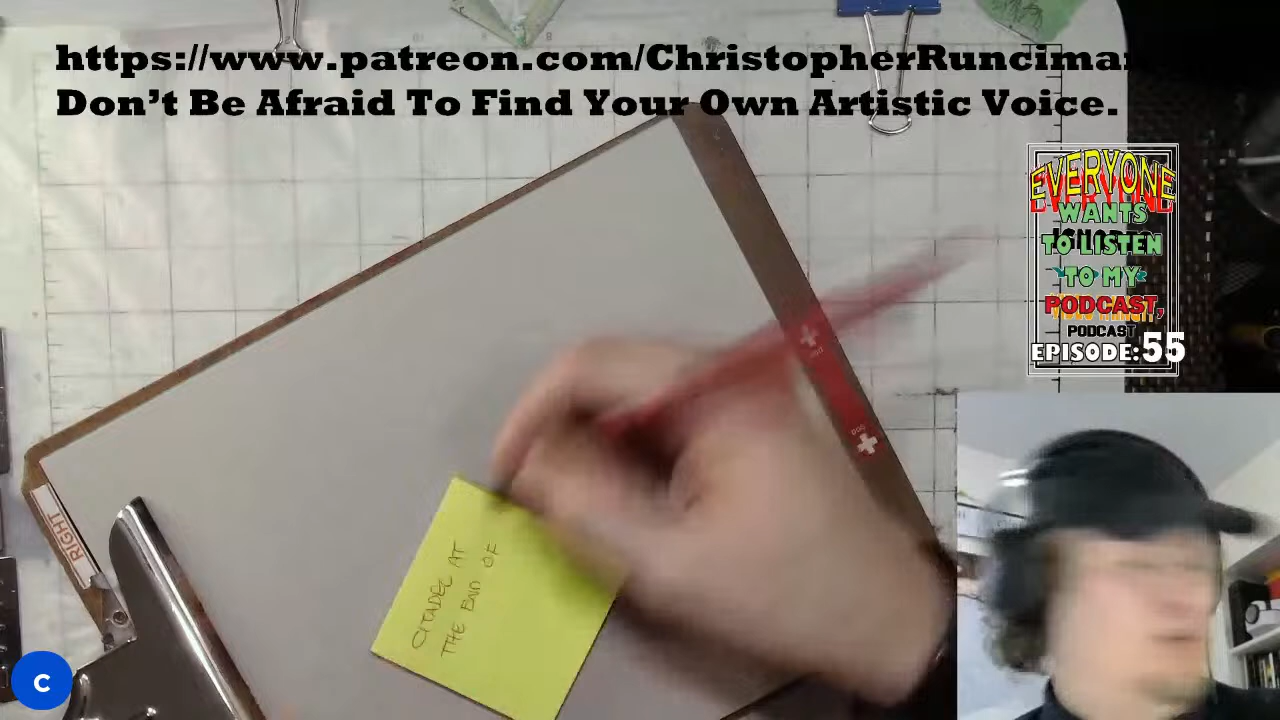 https://www.patreon.com/ChristopherRunciman
Don't Be Afraid To Find Your Own Artistic Voice.
EVERYONE
WANTS
TO LISTEN
TO MY
PODCAST,
PODCAST
EPISODE:55
RIGHT
CITADEL AT
THE END OF
C